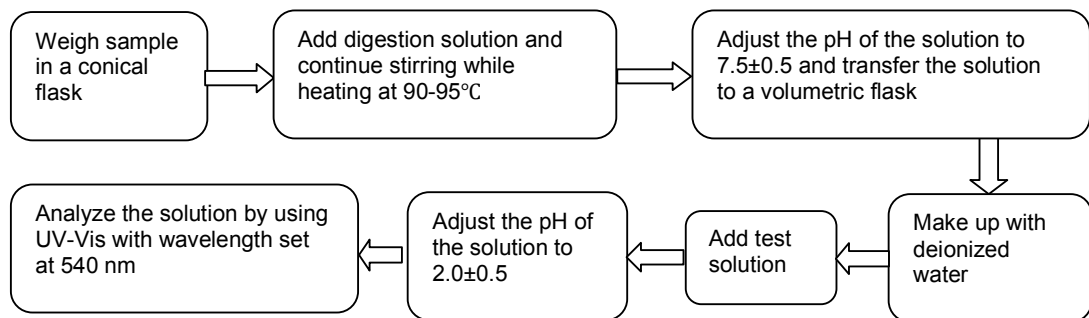 Weigh sample
in a conical
flask
Add digestion solution and
continue stirring while
heating at 90-95℃
Adjust the pH of the solution to
7.5±0.5 and transfer the solution
to a volumetric flask
Make up with
deionized
water
Add test
solution
Adjust the pH of
the solution to
2.0±0.5
Analyze the solution by using
UV-Vis with wavelength set
at 540 nm